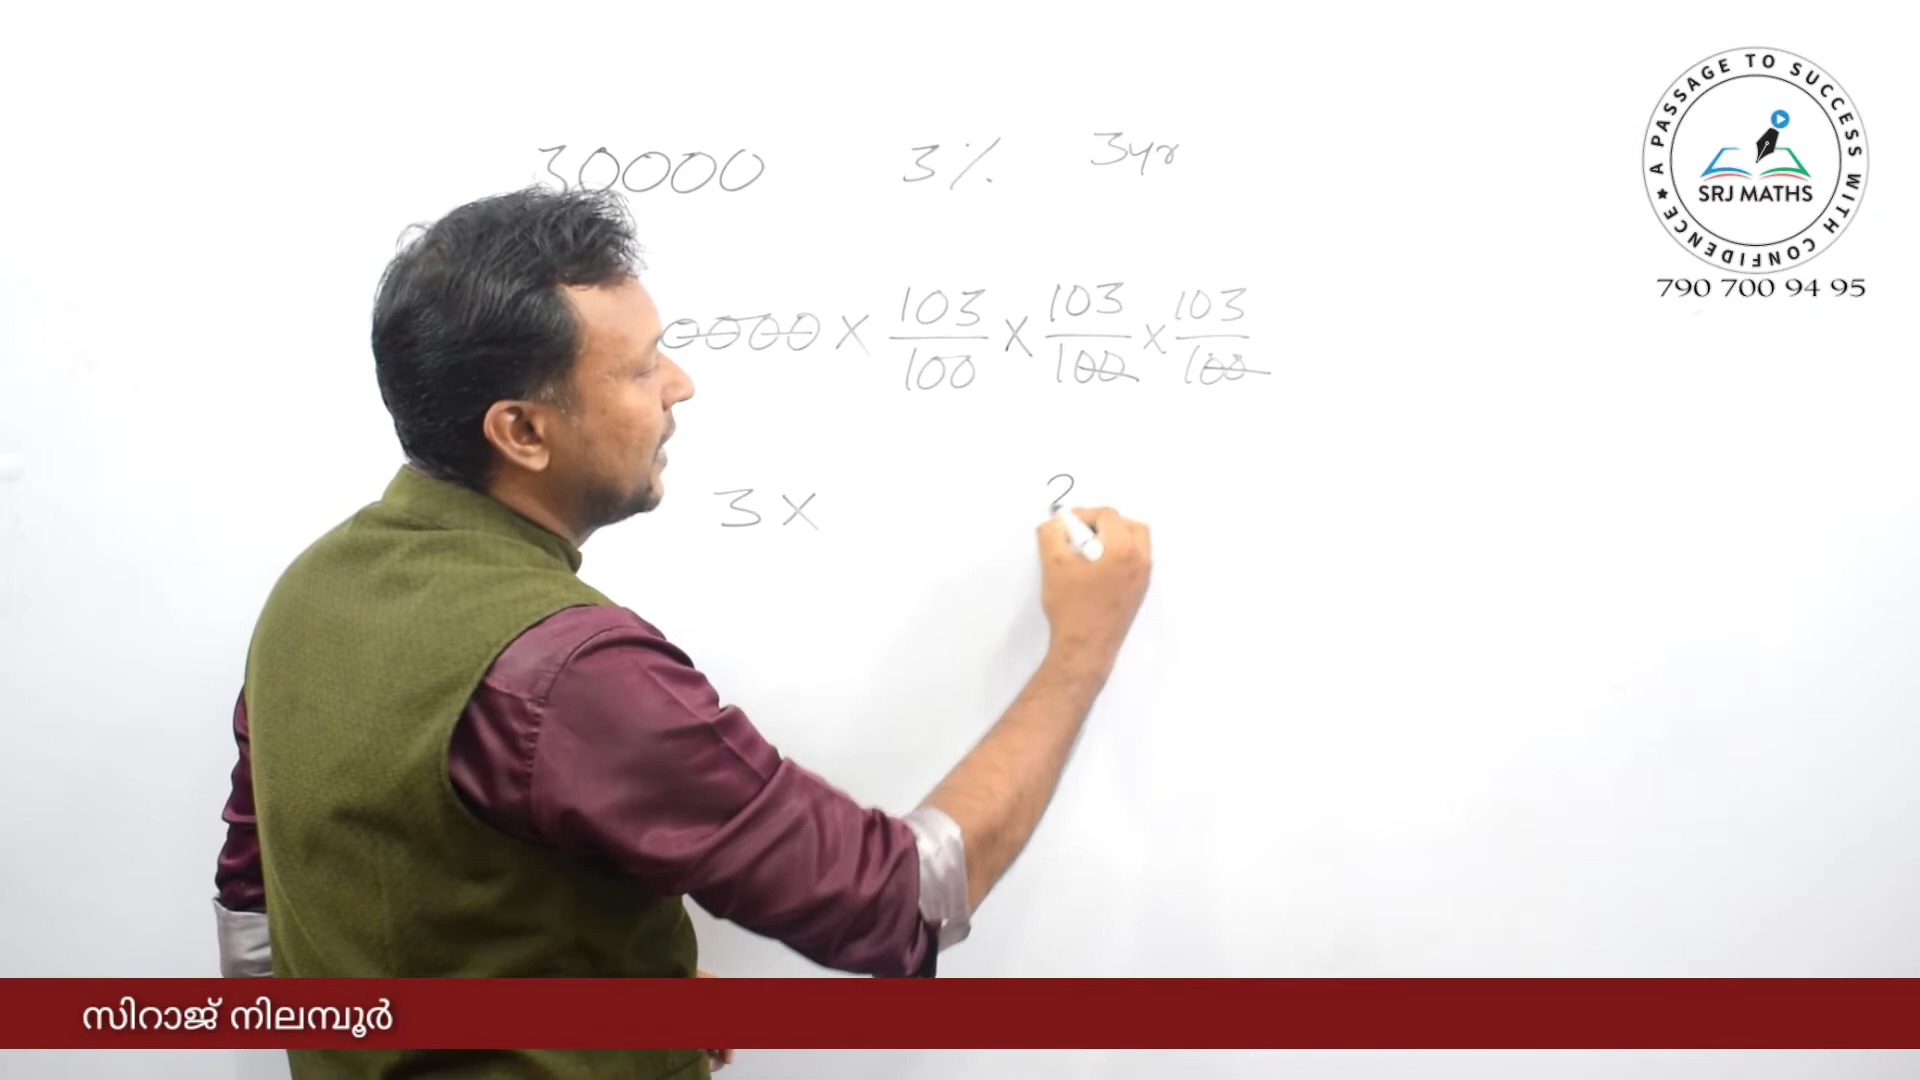 30000 3% 3yr
0000 × 103/100 × 103/100 × 103/100
3 ×
A PASSAGE TO SUCCESS WITH CONFIDENCE
SRJ MATHS
790 700 94 95
സിറാജ് നിലമ്പൂർ